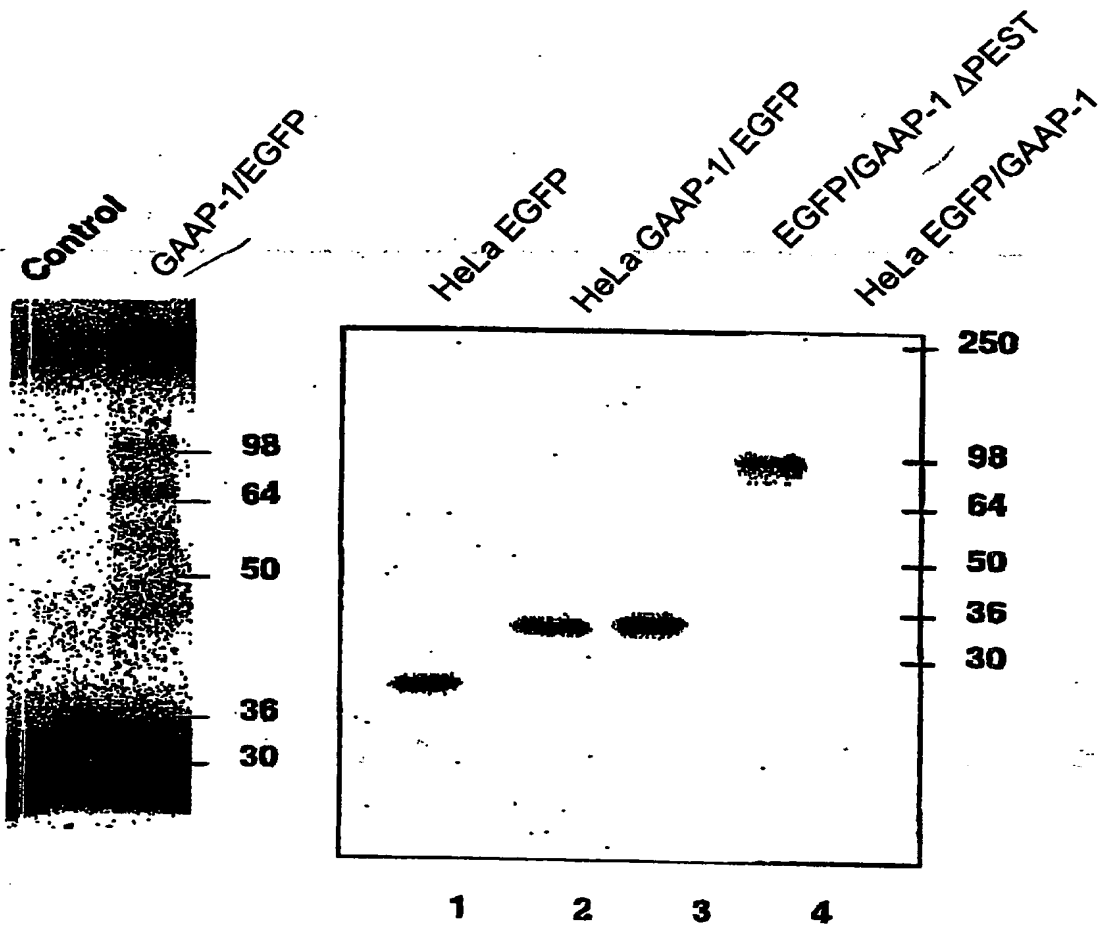 Control
GAAP-1/EGFP
98
64
50
36
30
HeLa EGFP
HeLa GAAP-1/ EGFP
EGFP/GAAP-1 ΔPEST
HeLa EGFP/GAAP-1
250
98
64
50
36
30
1 2 3 4